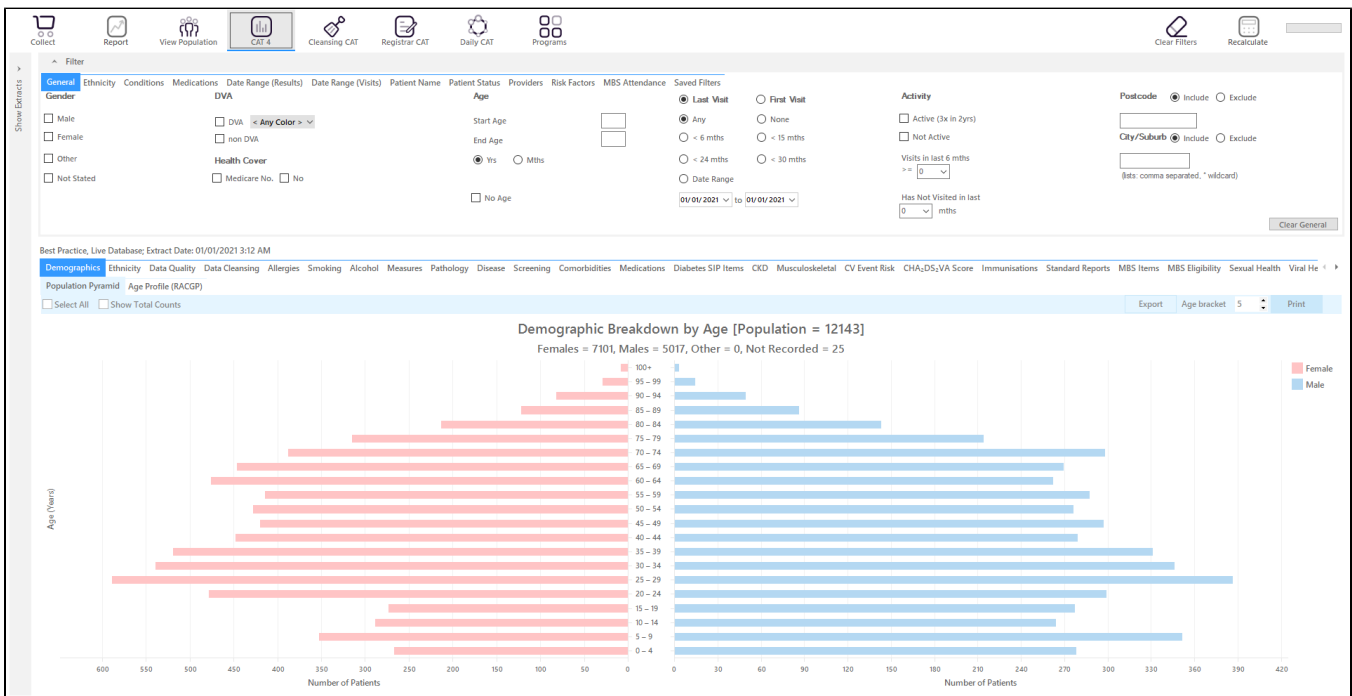 Collect Report View Population CAT 4 Cleansing CAT Registrar CAT Daily CAT Programs Clear Filters Recalculate
Show Extracts
Filter
General Ethnicity Conditions Medications Date Range (Results) Date Range (Visits) Patient Name Patient Status Providers Risk Factors MBS Attendance Saved Filters
Gender
Male
Female
Other
Not Stated
DVA
DVA < Any Color >
non DVA
Health Cover
Medicare No. No
Age
Start Age
End Age
Yrs Mths
No Age
Last Visit First Visit
Any None
< 6 mths < 15 mths
< 24 mths < 30 mths
Date Range
01/01/2021 to 01/01/2021
Activity
Active (3x in 2yrs)
Not Active
Visits in last 6 mths
>= 0
Has Not Visited in last
0 mths
Postcode Include Exclude
City/Suburb Include Exclude
(lists: comma separated, * wildcard)
Clear General
Best Practice, Live Database; Extract Date: 01/01/2021 3:12 AM
Demographics Ethnicity Data Quality Data Cleansing Allergies Smoking Alcohol Measures Pathology Disease Screening Comorbidities Medications Diabetes SIP Items CKD Musculoskeletal CV Event Risk CHA₂DS₂VA Score Immunisations Standard Reports MBS Items MBS Eligibility Sexual Health Viral He
Population Pyramid Age Profile (RACGP)
Select All Show Total Counts Export Age bracket 5 Print
Demographic Breakdown by Age [Population = 12143]
Females = 7101, Males = 5017, Other = 0, Not Recorded = 25
Female
Male
Age (Years)
100+
95 – 99
90 – 94
85 – 89
80 – 84
75 – 79
70 – 74
65 – 69
60 – 64
55 – 59
50 – 54
45 – 49
40 – 44
35 – 39
30 – 34
25 – 29
20 – 24
15 – 19
10 – 14
5 – 9
0 – 4
600 550 500 450 400 350 300 250 200 150 100 50 0
0 30 60 90 120 150 180 210 240 270 300 330 360 390 420
Number of Patients Number of Patients